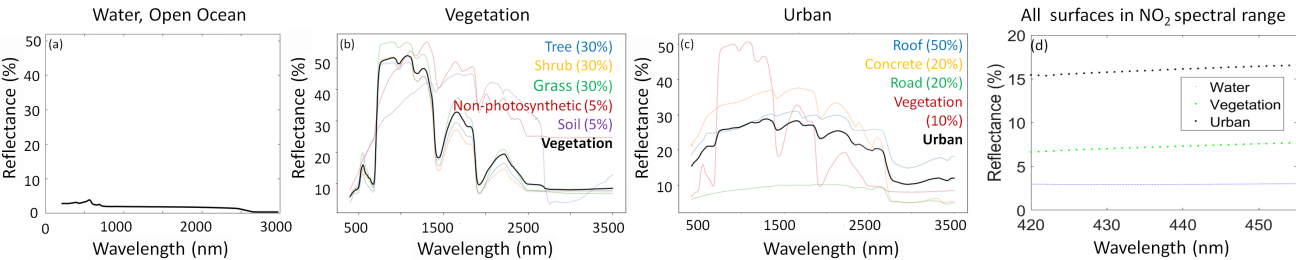 Water, Open Ocean
(a)
50
40
30
20
10
0
Reflectance (%)
0
1000
2000
3000
Wavelength (nm)
Vegetation
(b)
Tree (30%)
Shrub (30%)
Grass (30%)
Non-photosynthetic (5%)
Soil (5%)
Vegetation
50
40
30
20
10
Reflectance (%)
500
1500
2500
3500
Wavelength (nm)
Urban
(c)
Roof (50%)
Concrete (20%)
Road (20%)
Vegetation
(10%)
Urban
50
40
30
20
10
Reflectance (%)
500
1500
2500
3500
Wavelength (nm)
All surfaces in NO2 spectral range
(d)
20
15
10
5
0
Reflectance (%)
Water
Vegetation
Urban
420
430
440
450
Wavelength (nm)